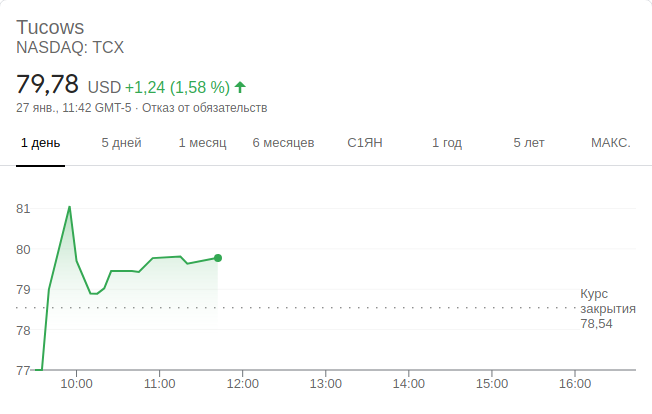 Tucows
NASDAQ: TCX
79,78 USD +1,24 (1,58 %)
27 янв., 11:42 GMT-5 · Отказ от обязательств
1 день 5 дней 1 месяц 6 месяцев С1ЯН 1 год 5 лет МАКС.
81
80
79
Курс
закрытия
78,54
78
77
10:00 11:00 12:00 13:00 14:00 15:00 16:00